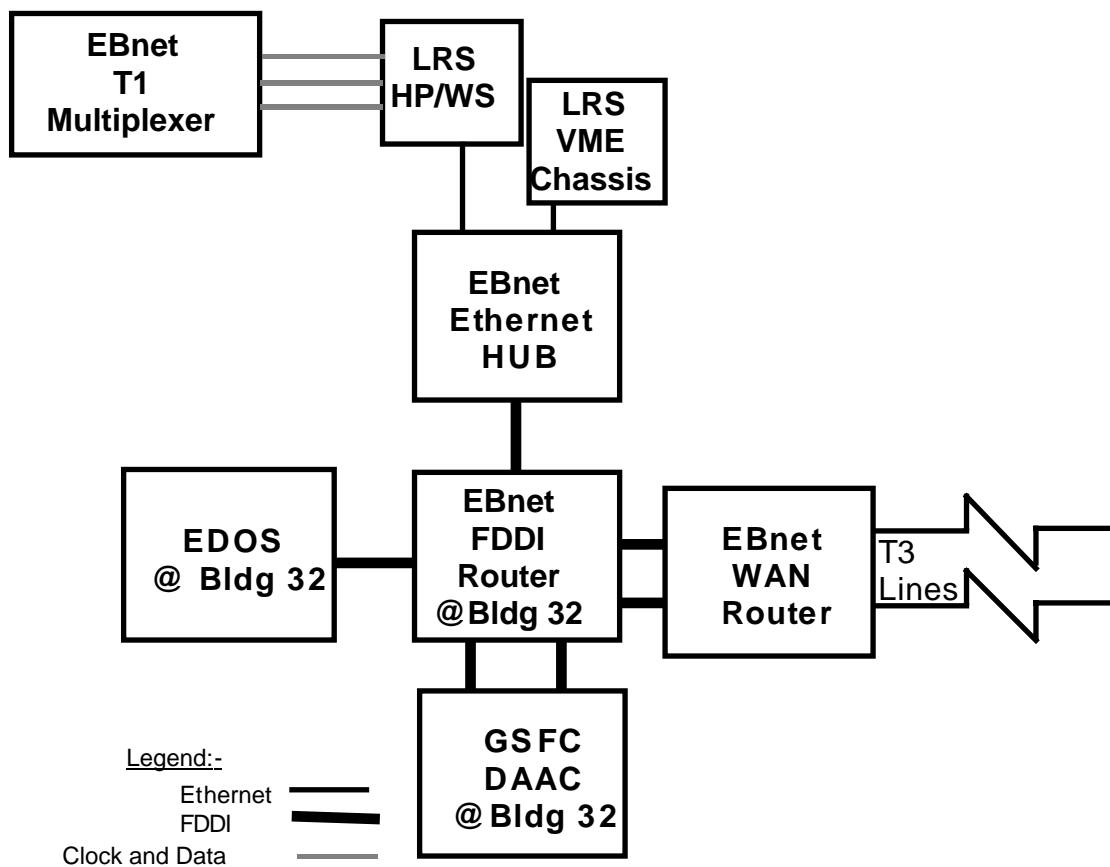 EBnet
T1
Multiplexer
LRS
HP/WS
LRS
VME
Chassis
EBnet
Ethernet
HUB
EDOS
@ Bldg 32
EBnet
FDDI
Router
@Bldg 32
EBnet
WAN
Router
T3
Lines
GSFC
DAAC
@Bldg 32
Legend:-
Ethernet
FDDI
Clock and Data